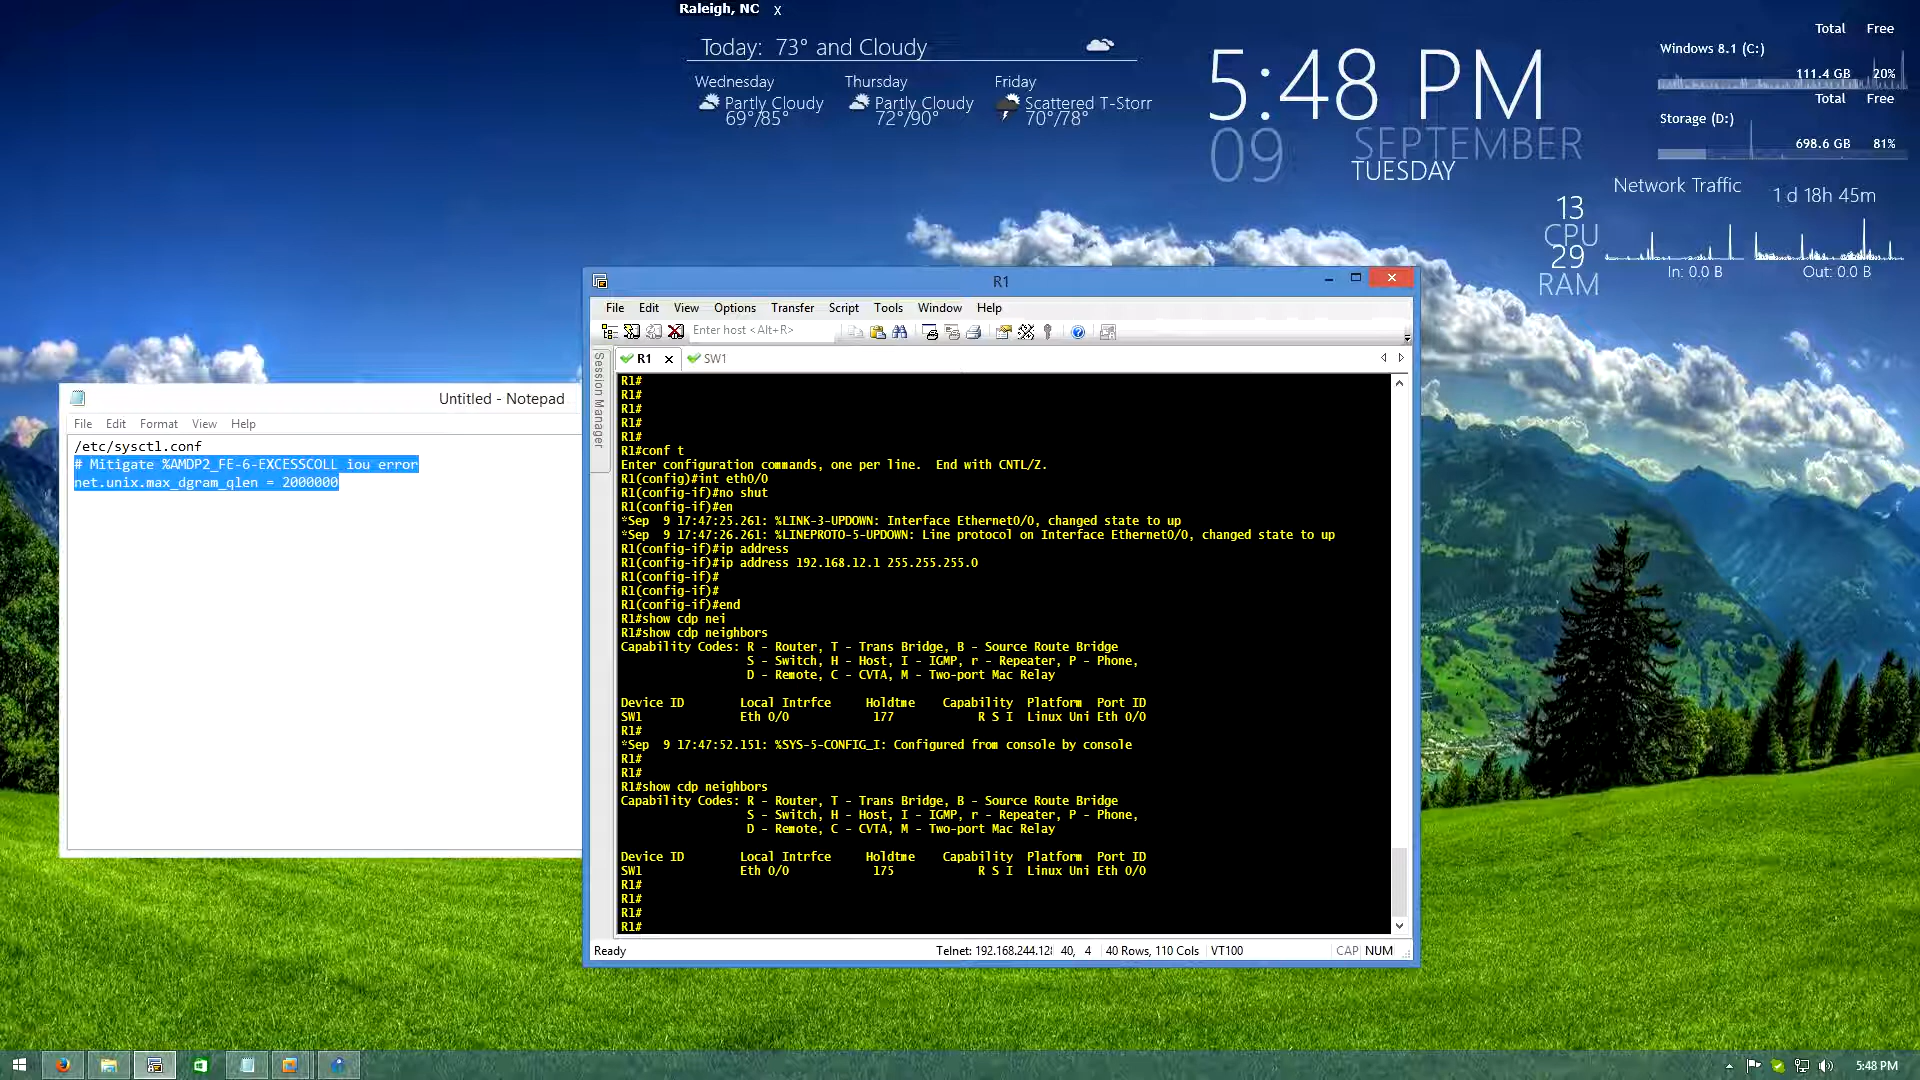 Raleigh, NC x
Today: 73° and Cloudy
Wednesday
Partly Cloudy
69°/85°
Thursday
Partly Cloudy
72°/90°
Friday
Scattered T-Storr
70°/78°
5:48 PM
09
SEPTEMBER
TUESDAY
Total Free
Windows 8.1 (C:)
111.4 GB 20%
Total Free
Storage (D:)
698.6 GB 81%
Network Traffic
1 d 18h 45m
13
CPU
29
RAM
In: 0.0 B
Out: 0.0 B
Untitled - Notepad
File Edit Format View Help
/etc/sysctl.conf
# Mitigate %AMDP2_FE-6-EXCESSCOLL iou error
net.unix.max_dgram_qlen = 2000000
R1
File Edit View Options Transfer Script Tools Window Help
Enter host <Alt+R>
Session Manager
R1 SW1
R1#
R1#
R1#
R1#
R1#
R1#conf t
Enter configuration commands, one per line.  End with CNTL/Z.
R1(config)#int eth0/0
R1(config-if)#no shut
R1(config-if)#en
*Sep  9 17:47:25.261: %LINK-3-UPDOWN: Interface Ethernet0/0, changed state to up
*Sep  9 17:47:26.261: %LINEPROTO-5-UPDOWN: Line protocol on Interface Ethernet0/0, changed state to up
R1(config-if)#ip address
R1(config-if)#ip address 192.168.12.1 255.255.255.0
R1(config-if)#
R1(config-if)#
R1(config-if)#end
R1#show cdp nei
R1#show cdp neighbors
Capability Codes: R - Router, T - Trans Bridge, B - Source Route Bridge
S - Switch, H - Host, I - IGMP, r - Repeater, P - Phone,
D - Remote, C - CVTA, M - Two-port Mac Relay
Device ID Local Intrfce Holdtme Capability Platform Port ID
SW1 Eth 0/0 177 R S I Linux Uni Eth 0/0
R1#
*Sep  9 17:47:52.151: %SYS-5-CONFIG_I: Configured from console by console
R1#
R1#
R1#show cdp neighbors
Capability Codes: R - Router, T - Trans Bridge, B - Source Route Bridge
S - Switch, H - Host, I - IGMP, r - Repeater, P - Phone,
D - Remote, C - CVTA, M - Two-port Mac Relay
Device ID Local Intrfce Holdtme Capability Platform Port ID
SW1 Eth 0/0 175 R S I Linux Uni Eth 0/0
R1#
R1#
R1#
R1#
Ready Telnet: 192.168.244.128 40, 4 40 Rows, 110 Cols VT100 CAP NUM
5:48 PM